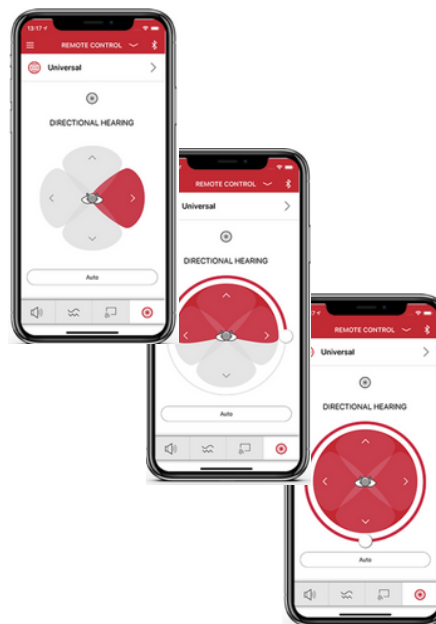 13:17
REMOTE CONTROL
Universal
DIRECTIONAL HEARING
Auto
REMOTE CONTROL
Universal
DIRECTIONAL HEARING
Auto
REMOTE CONTROL
Universal
DIRECTIONAL HEARING
Auto